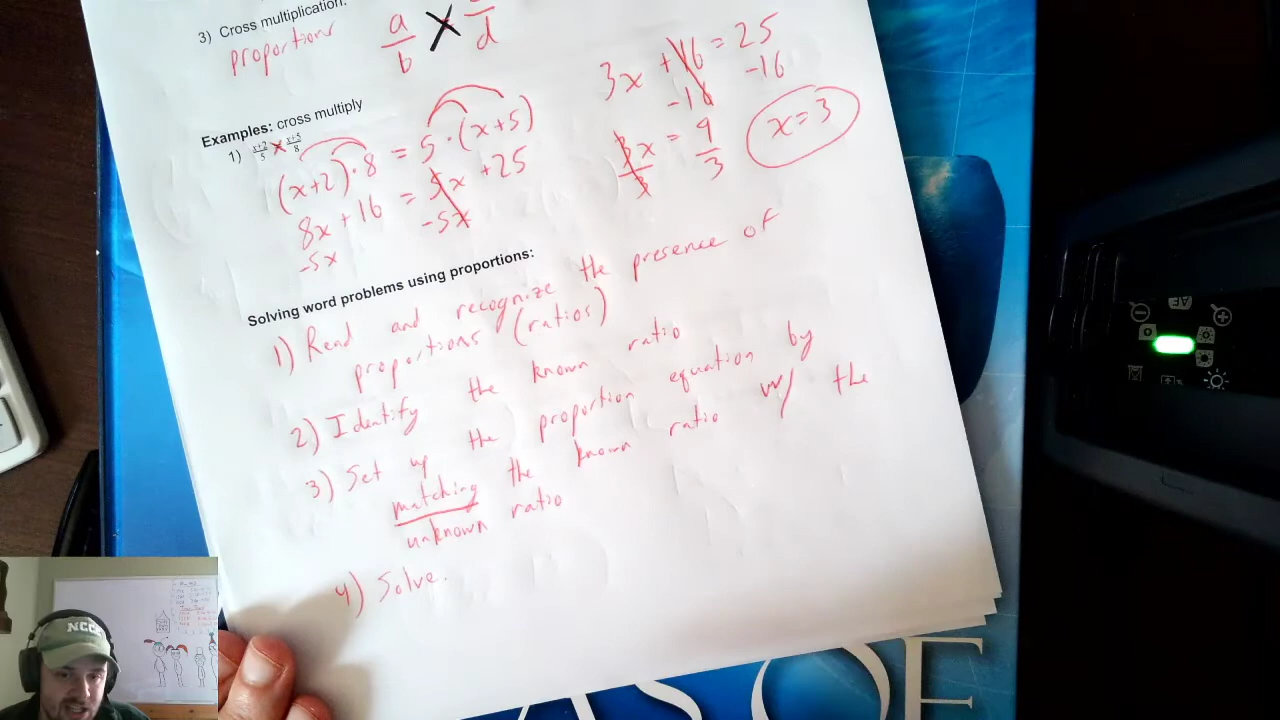 3) Cross multiplication:
proportions a/b d
Examples: cross multiply
1) x+2/5 x+5/8
(x+2)·8 = 5·(x+5)
8x + 16 = 5x + 25
-5x -5x
3x + 16 = 25
-16 -16
3x/3 = 9/3 x = 3
Solving word problems using proportions:
1) Read and recognize the presence of
proportions (ratios)
2) Identify the known ratio
3) Set up the proportion equation by
matching the known ratio w/ the
unknown ratio
4) Solve.
AE